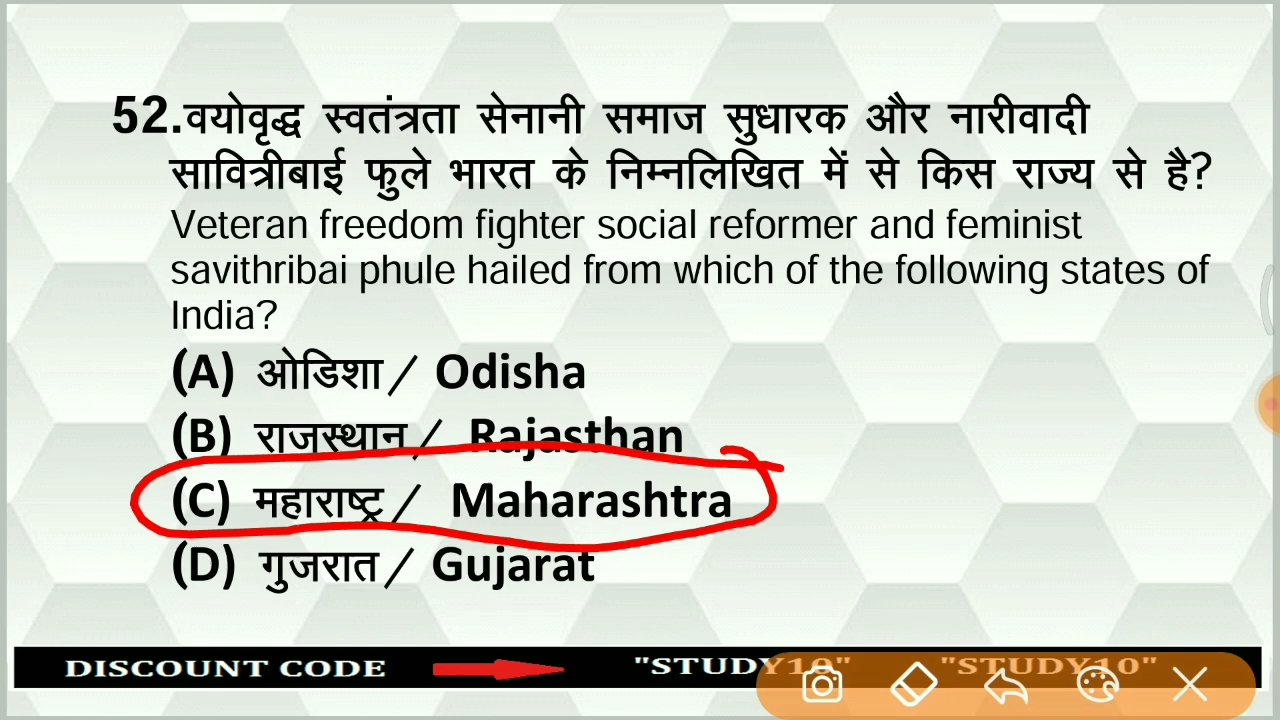 52.वयोवृद्ध स्वतंत्रता सेनानी समाज सुधारक और नारीवादी
सावित्रीबाई फुले भारत के निम्नलिखित में से किस राज्य से है?
Veteran freedom fighter social reformer and feminist
savithribai phule hailed from which of the following states of
India?
(A) ओडिशा / Odisha
(B) राजस्थान / Rajasthan
(C) महाराष्ट्र / Maharashtra
(D) गुजरात / Gujarat
DISCOUNT CODE "STUDY10" "STUDY10"